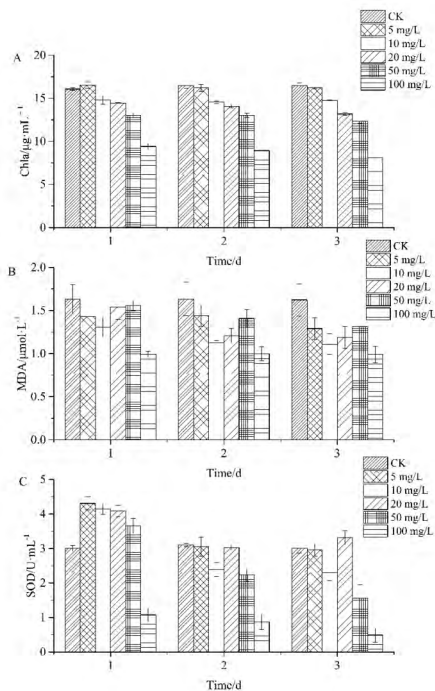 CK
5 mg/L
10 mg/L
20 mg/L
50 mg/L
100 mg/L
A
Chla/μg·mL⁻¹
25
20
15
10
5
0
1
2
3
Time/d
CK
5 mg/L
10 mg/L
20 mg/L
50 mg/L
100 mg/L
B
MDA/μmol·L⁻¹
2.0
1.5
1.0
0.5
0.0
1
2
3
Time/d
CK
5 mg/L
10 mg/L
20 mg/L
50 mg/L
100 mg/L
C
SOD/U·mL⁻¹
5
4
3
2
1
0
1
2
3
Time/d